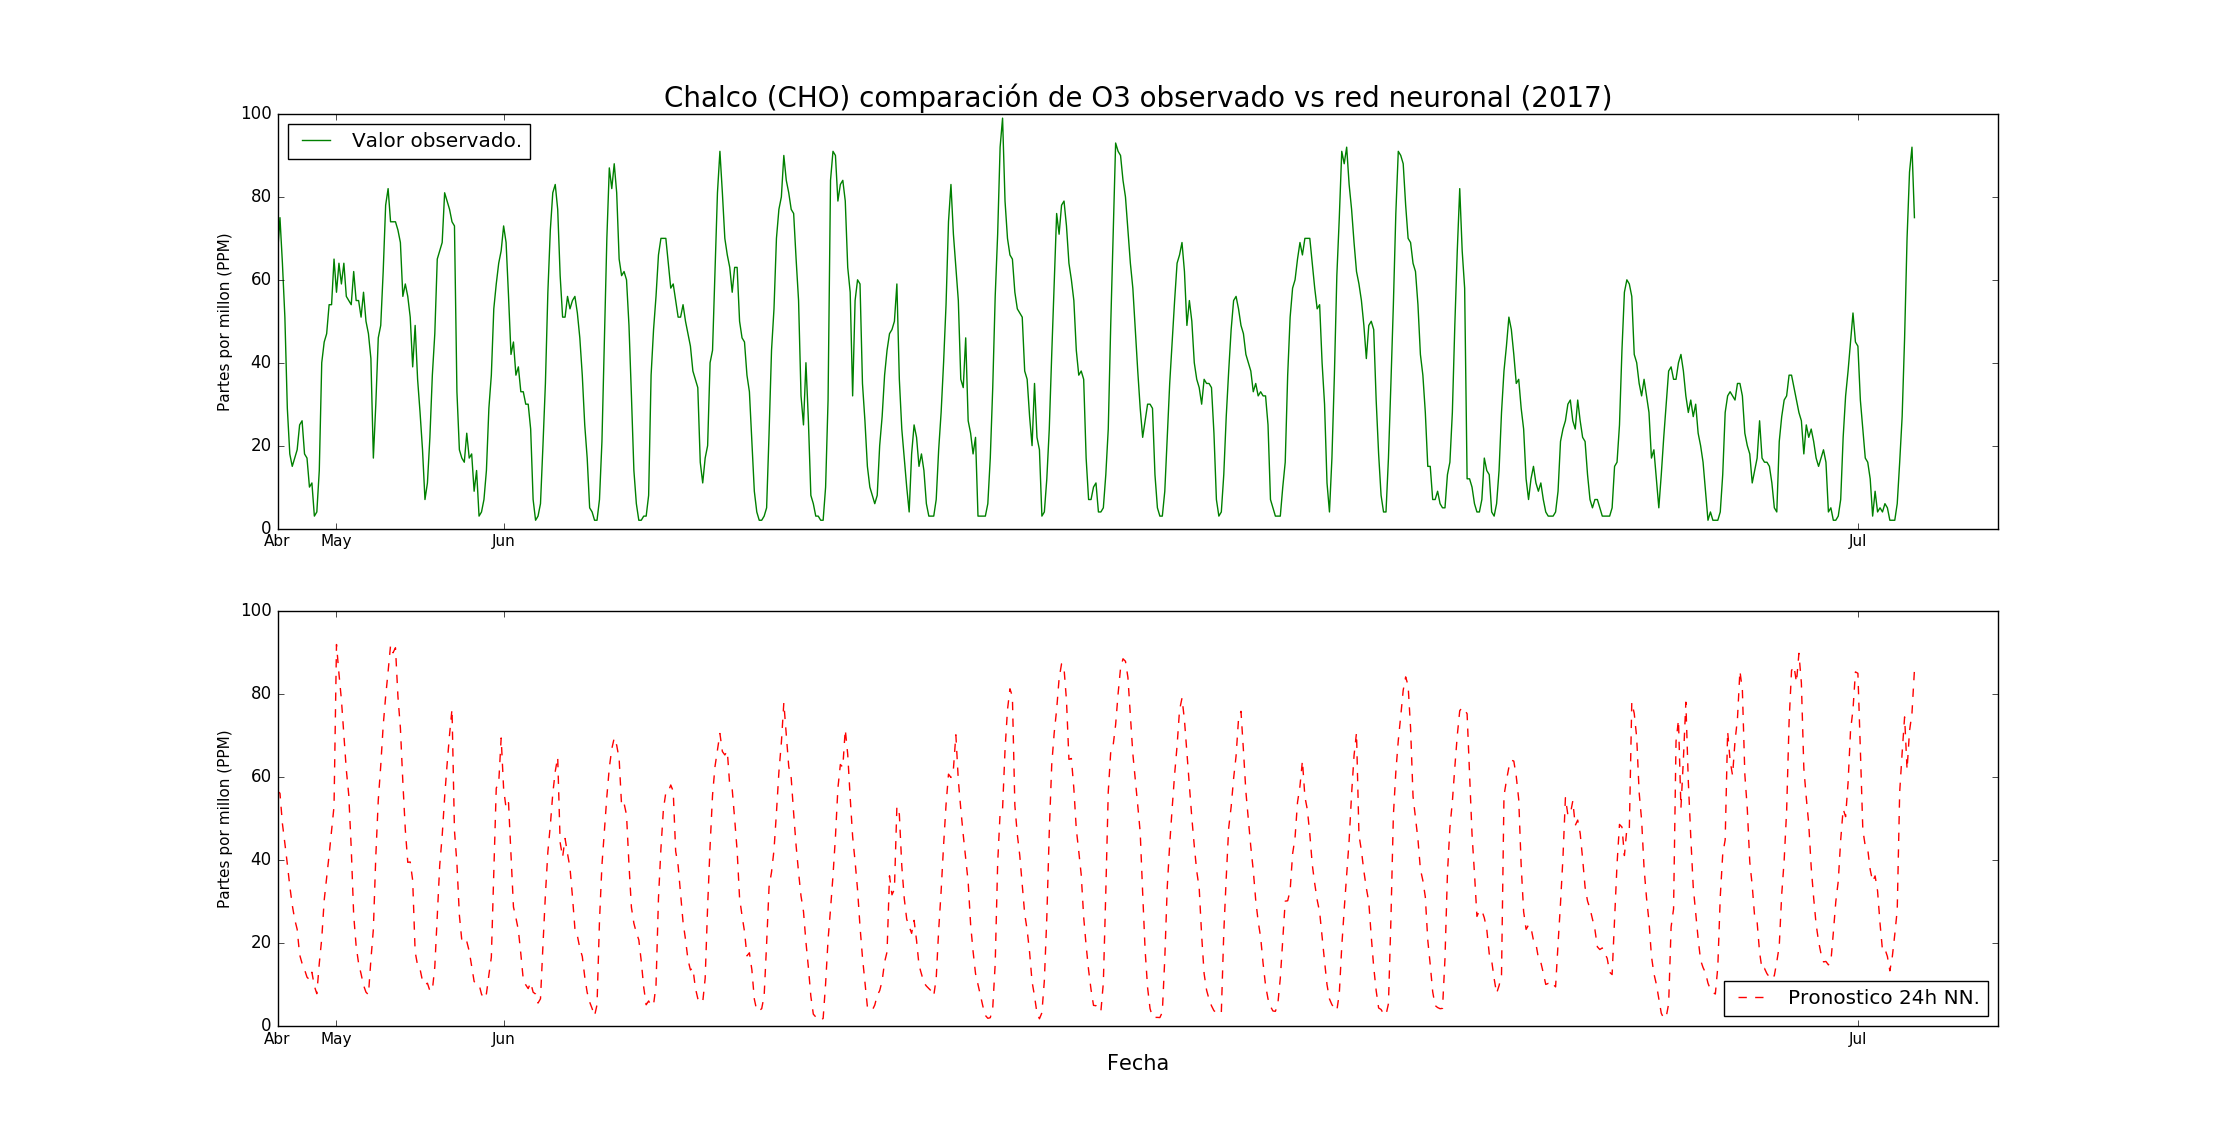 Chalco (CHO) comparación de O3 observado vs red neuronal (2017)
100
80
60
40
20
0
Partes por millon (PPM)
Valor observado.
Abr May Jun Jul
100
80
60
40
20
0
Partes por millon (PPM)
Pronostico 24h NN.
Abr May Jun Jul
Fecha